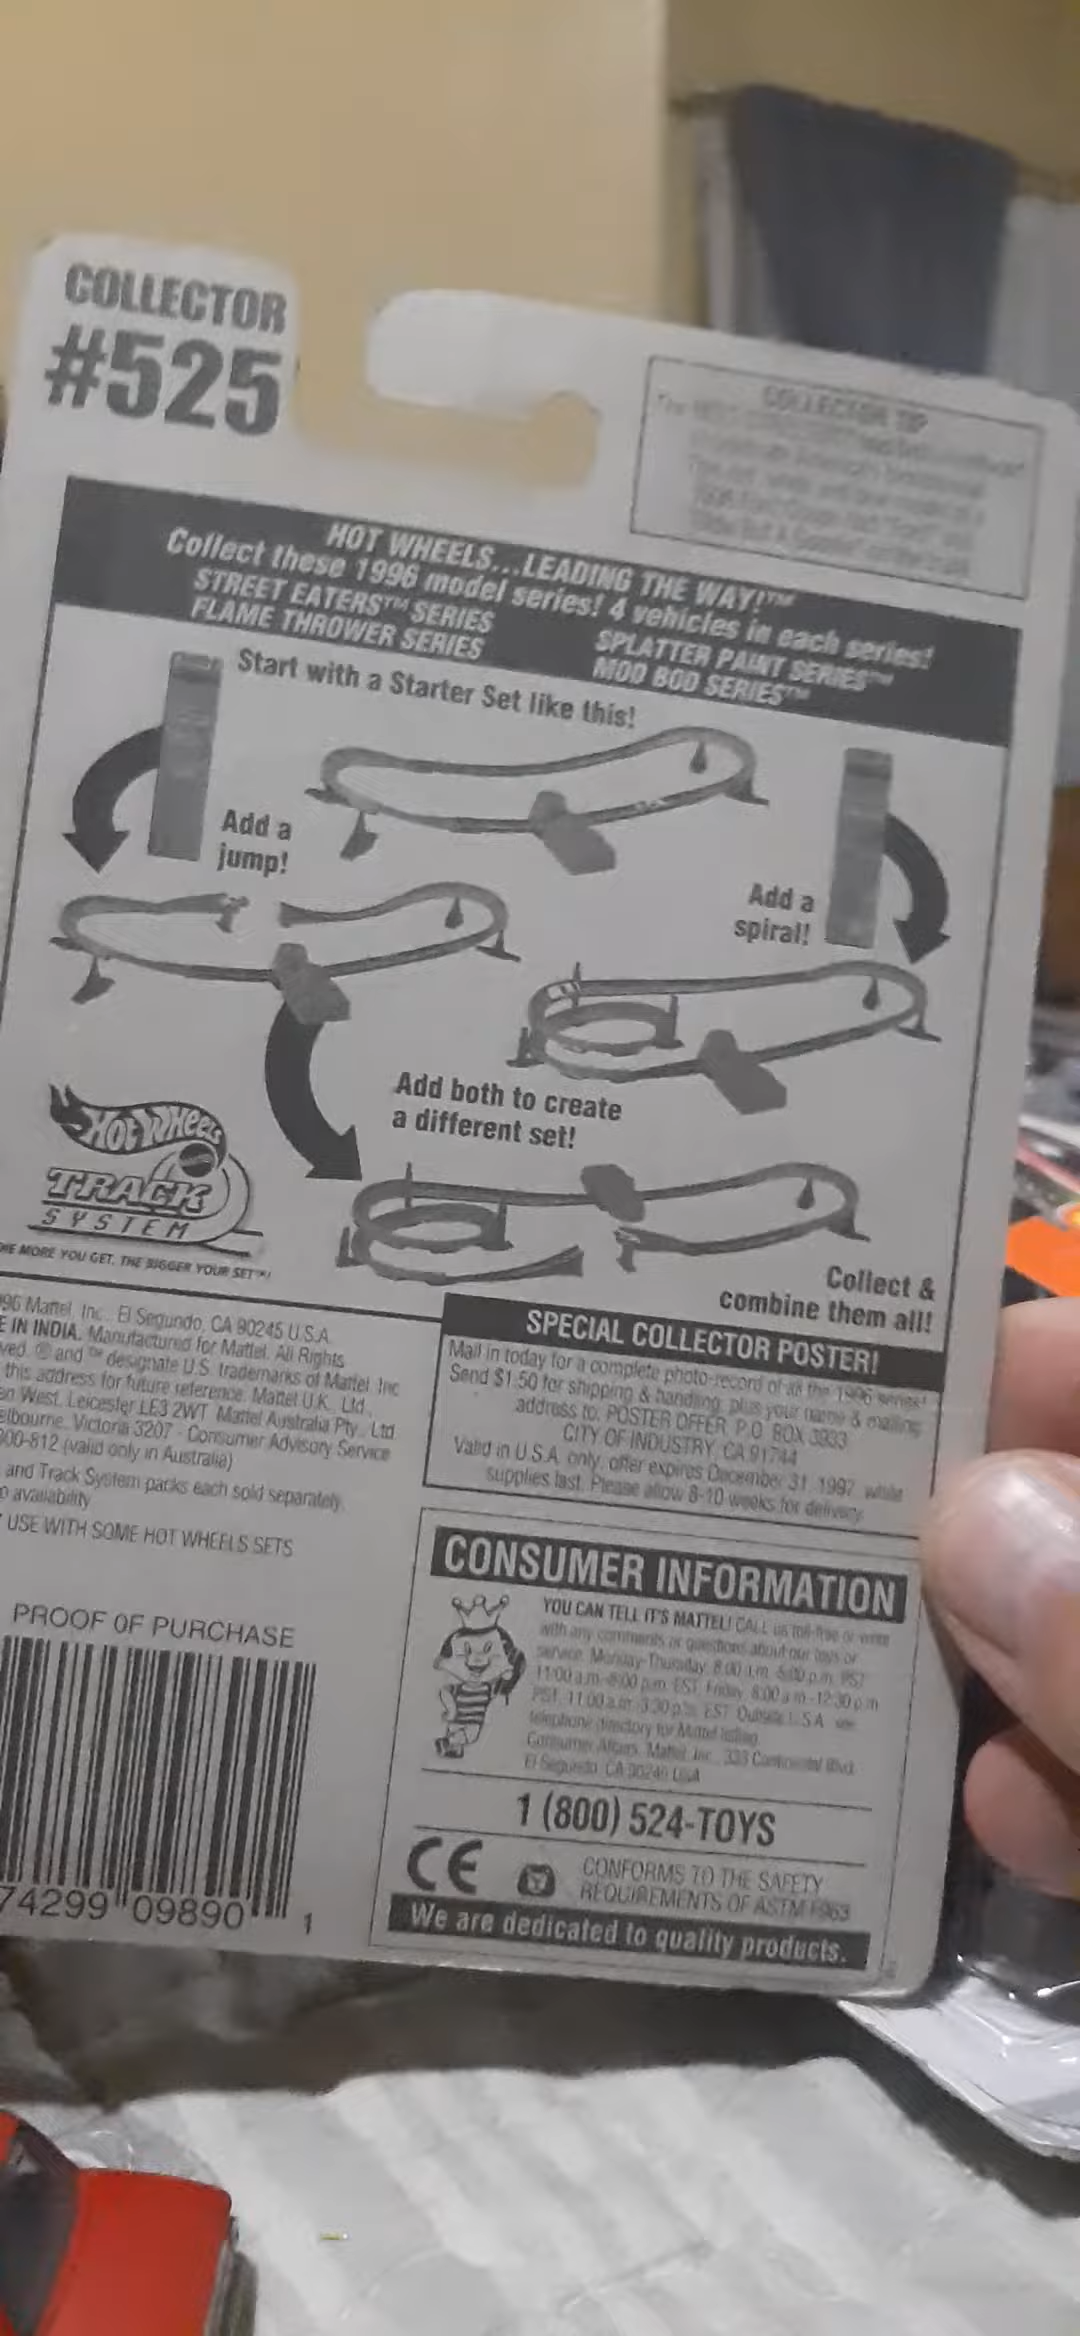 COLLECTOR
#525
COLLECTOR TIP
HOT WHEELS...LEADING THE WAY!™
Collect these 1996 model series! 4 vehicles in each series!
STREET EATERS™ SERIES
FLAME THROWER SERIES
SPLATTER PAINT SERIES™
MOD BOD SERIES™
Start with a Starter Set like this!
Add a
jump!
Add a
spiral!
Add both to create
a different set!
Hot Wheels
TRACK
SYSTEM
HE MORE YOU GET, THE BIGGER YOUR SET™!
Collect &
combine them all!
96 Mattel, Inc. El Segundo, CA 90245 U.S.A.
E IN INDIA. Manufactured for Mattel. All Rights
ved. ® and ™ designate U.S. trademarks of Mattel, Inc.
this address for future reference. Mattel U.K. Ltd.,
en West, Leicester LE3 2WT. Mattel Australia Pty., Ltd.
elbourne, Victoria 3207 - Consumer Advisory Service
00-812 (valid only in Australia)
and Track System packs each sold separately.
o availability
USE WITH SOME HOT WHEELS SETS
SPECIAL COLLECTOR POSTER!
Mail in today for a complete photo-record of all the 1996 series!
Send $1.50 for shipping & handling, plus your name & mailing
address to: POSTER OFFER, P.O. BOX 3933
CITY OF INDUSTRY, CA 91744
Valid in U.S.A. only, offer expires December 31, 1997, while
supplies last. Please allow 8-10 weeks for delivery.
PROOF OF PURCHASE
74299 09890 1
CONSUMER INFORMATION
YOU CAN TELL IT'S MATTEL! CALL us toll-free or write
with any comments or questions about our toys or
service. Monday-Thursday, 8:00 a.m.-5:00 p.m. PST
11:00 a.m.-8:00 p.m. EST. Friday, 8:00 a.m.-12:30 p.m.
PST, 11:00 a.m.-3:30 p.m. EST. Outside U.S.A. see
telephone directory for Mattel listing.
Consumer Affairs, Mattel, Inc., 333 Continental Blvd.
El Segundo, CA 90245 USA
1 (800) 524-TOYS
CE
CONFORMS TO THE SAFETY
REQUIREMENTS OF ASTM F963
We are dedicated to quality products.